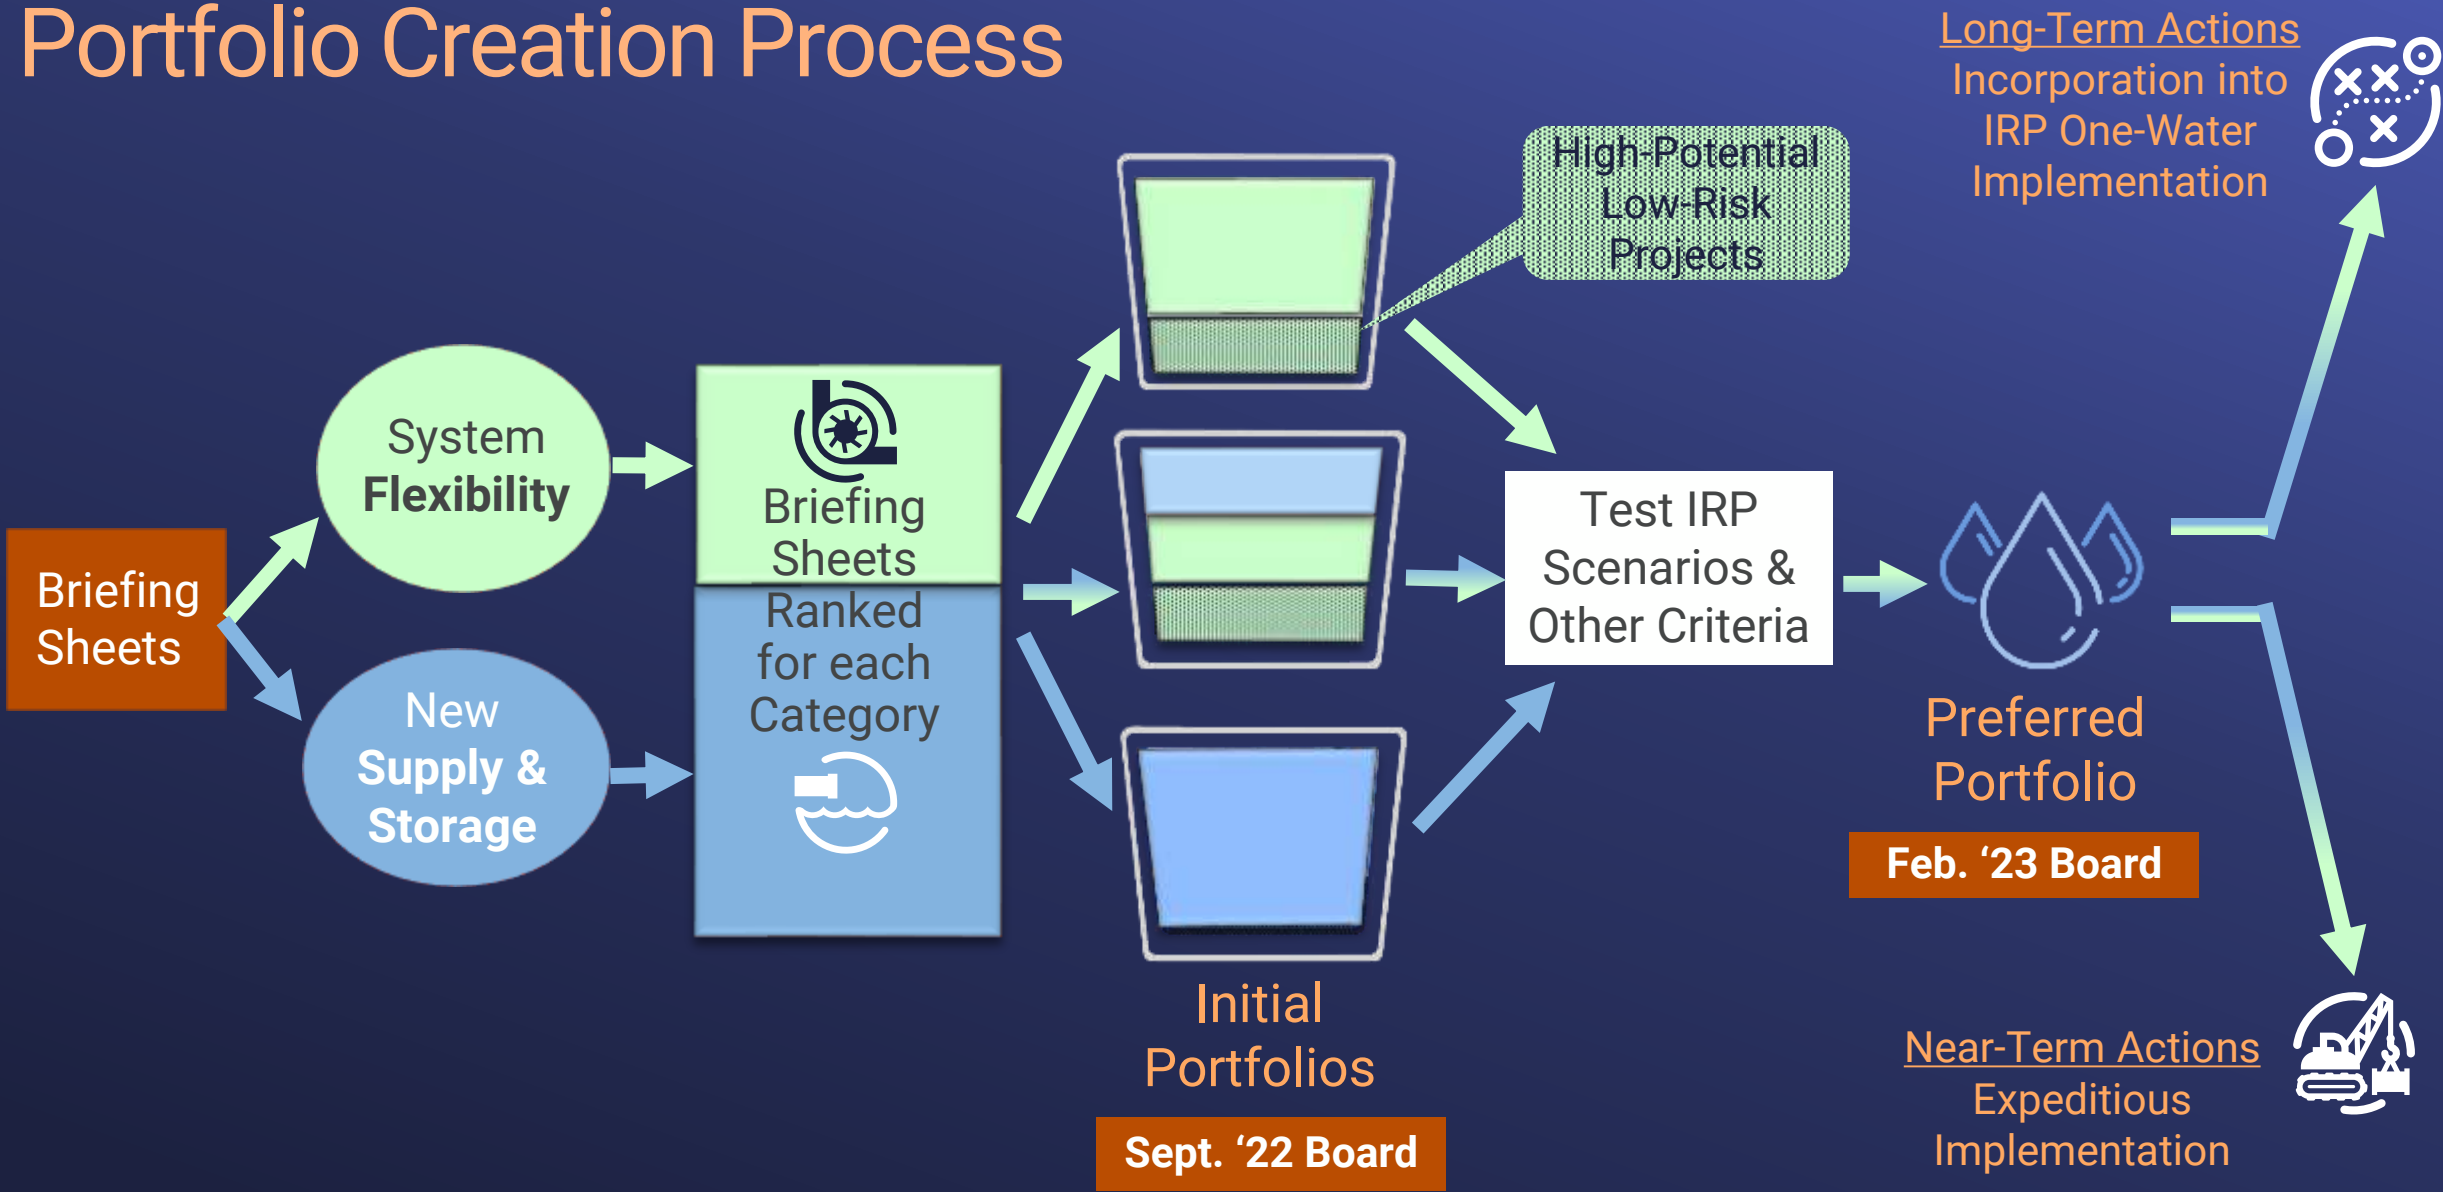 Portfolio Creation Process
Briefing
Sheets
System
Flexibility
New
Supply &
Storage
Briefing
Sheets
Ranked
for each
Category
High-Potential
Low-Risk
Projects
Initial
Portfolios
Sept. ‘22 Board
Test IRP
Scenarios &
Other Criteria
Preferred
Portfolio
Feb. ‘23 Board
Long-Term Actions
Incorporation into
IRP One-Water
Implementation
Near-Term Actions
Expeditious
Implementation